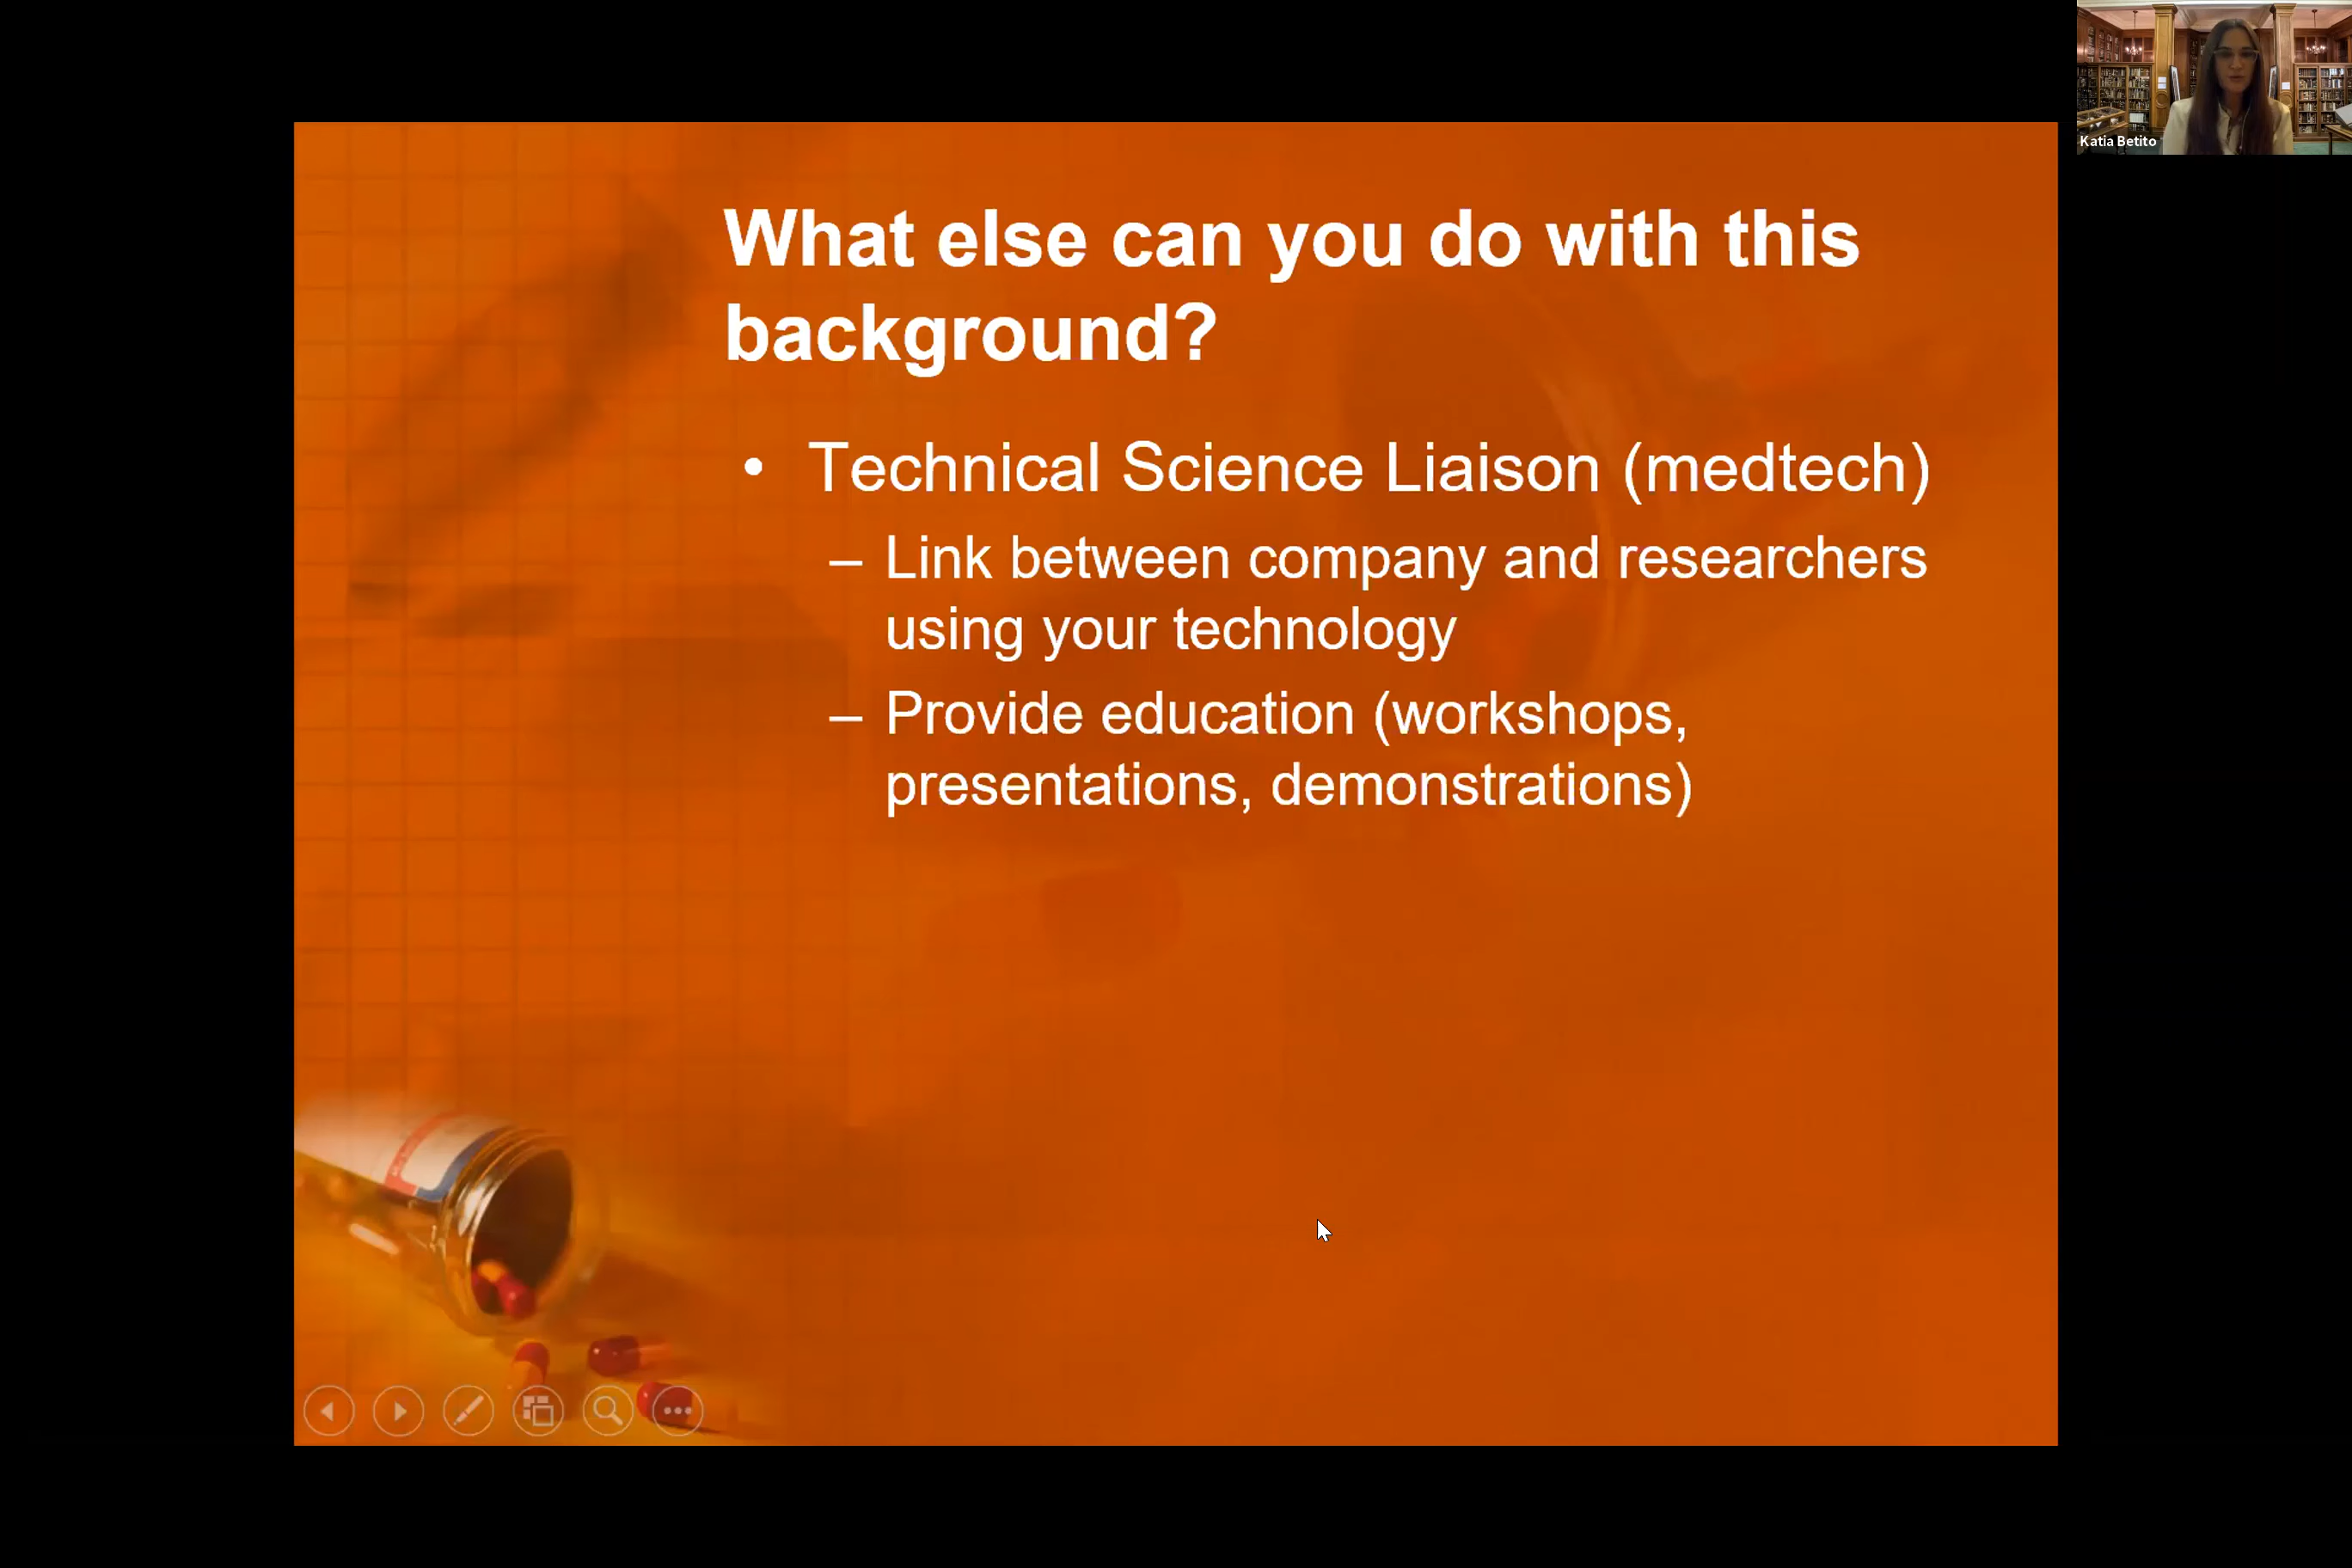 What else can you do with this
background?
• Technical Science Liaison (medtech)
– Link between company and researchers
using your technology
– Provide education (workshops,
presentations, demonstrations)
Katia Betito